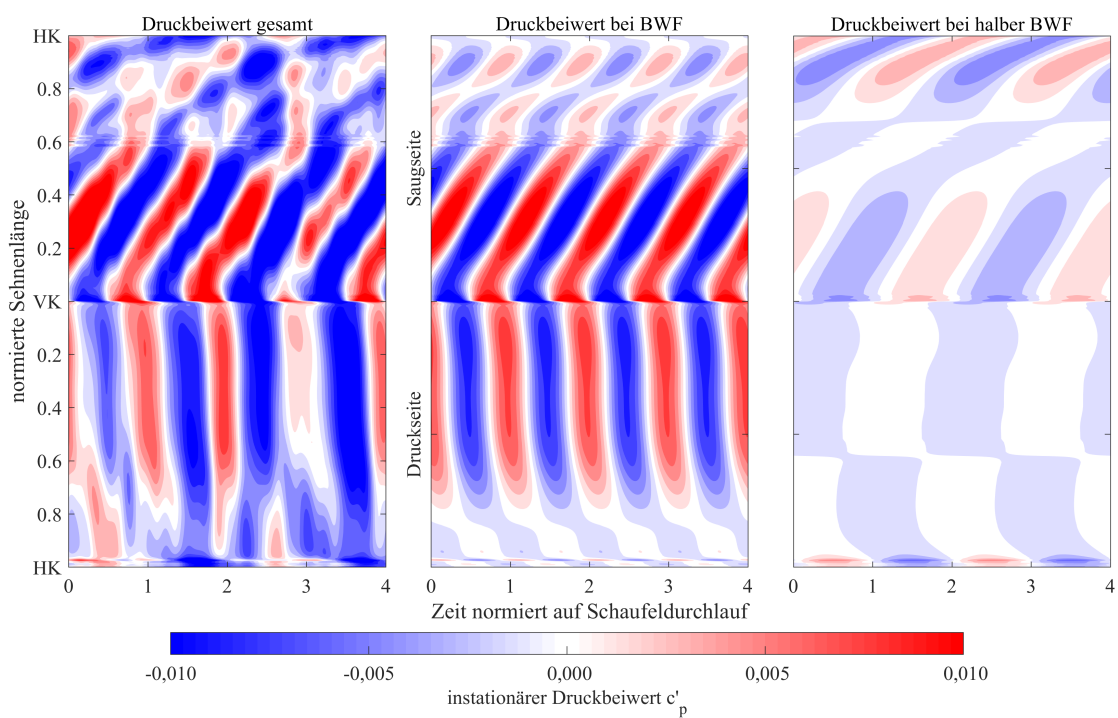 Druckbeiwert gesamt
Druckbeiwert bei BWF
Druckbeiwert bei halber BWF
HK
0.8
0.6
0.4
0.2
VK
0.2
0.4
0.6
0.8
HK
normierte Sehnenlänge
Saugseite
Druckseite
0 1 2 3 4
0 1 2 3 4
0 1 2 3 4
Zeit normiert auf Schaufeldurchlauf
-0,010 -0,005 0,000 0,005 0,010
instationärer Druckbeiwert c'p